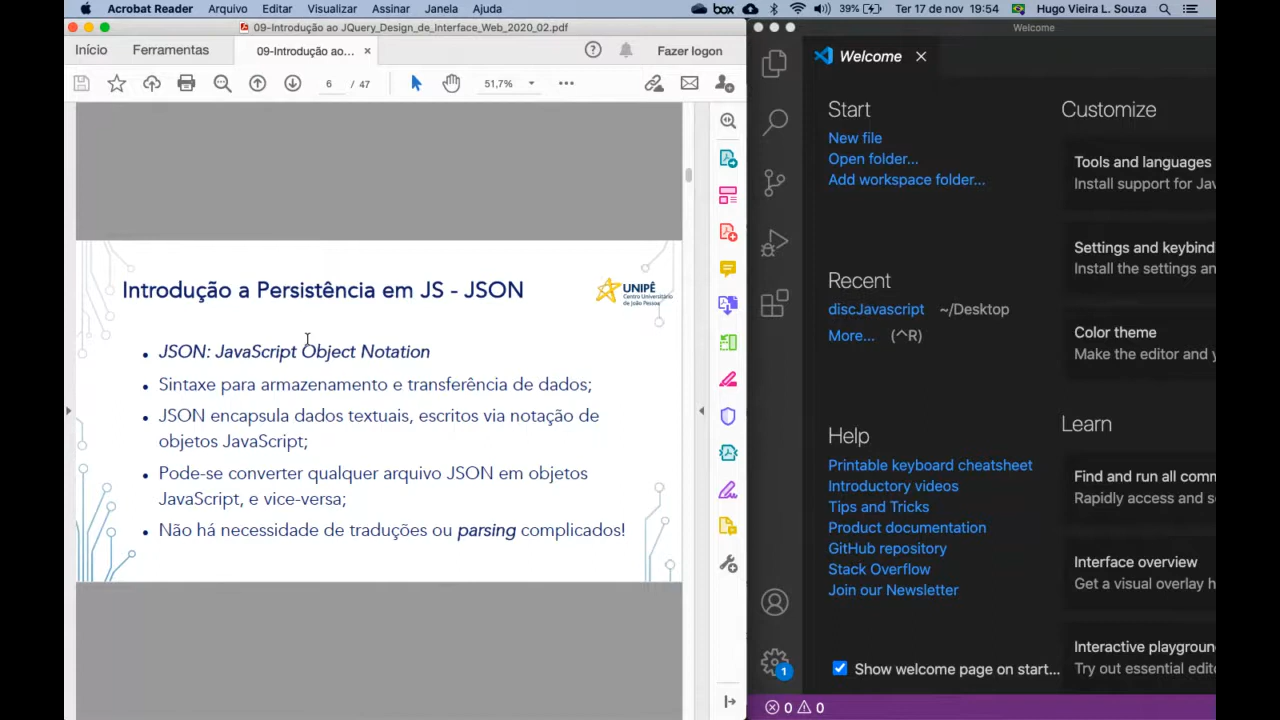 Acrobat Reader Arquivo Editar Visualizar Assinar Janela Ajuda box 39% Ter 17 de nov 19:54 Hugo Vieira L. Souza
09-Introdução ao JQuery_Design_de_Interface_Web_2020_02.pdf
Início Ferramentas 09-Introdução ao... × Fazer logon
6 / 47 51,7%
Introdução a Persistência em JS - JSON
UNIPÊ
Centro Universitário
de João Pessoa
• JSON: JavaScript Object Notation
• Sintaxe para armazenamento e transferência de dados;
• JSON encapsula dados textuais, escritos via notação de
objetos JavaScript;
• Pode-se converter qualquer arquivo JSON em objetos
JavaScript, e vice-versa;
• Não há necessidade de traduções ou parsing complicados!
Welcome
Welcome
Start
New file
Open folder...
Add workspace folder...
Recent
discJavascript ~/Desktop
More... (^R)
Help
Printable keyboard cheatsheet
Introductory videos
Tips and Tricks
Product documentation
GitHub repository
Stack Overflow
Join our Newsletter
Show welcome page on start...
Customize
Tools and languages
Install support for Jav
Settings and keybind
Install the settings an
Color theme
Make the editor and y
Learn
Find and run all comm
Rapidly access and s
Interface overview
Get a visual overlay h
Interactive playgroun
Try out essential edit
1
0 0